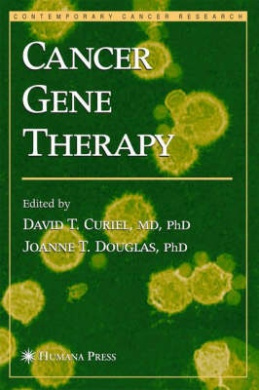 CONTEMPORARY CANCER RESEARCH
CANCER
GENE
THERAPY
Edited by
DAVID T. CURIEL, MD, PhD
JOANNE T. DOUGLAS, PhD
HUMANA PRESS